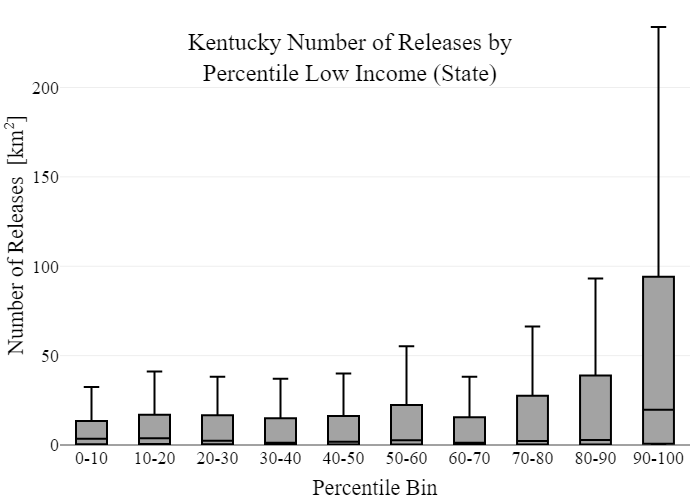 Kentucky Number of Releases by
Percentile Low Income (State)
Number of Releases [km²]
200
150
100
50
0
0-10 10-20 20-30 30-40 40-50 50-60 60-70 70-80 80-90 90-100
Percentile Bin